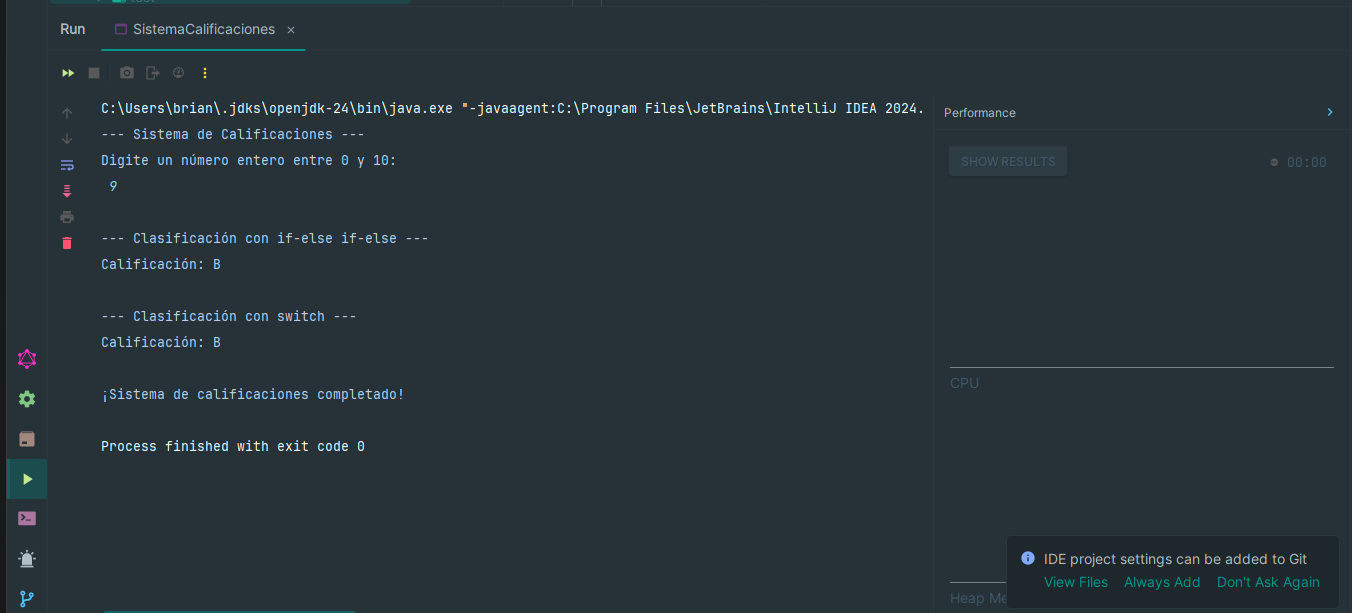 Run
SistemaCalificaciones
C:\Users\brian\.jdks\openjdk-24\bin\java.exe "-javaagent:C:\Program Files\JetBrains\IntelliJ IDEA 2024.
--- Sistema de Calificaciones ---
Digite un número entero entre 0 y 10:
9
--- Clasificación con if-else if-else ---
Calificación: B
--- Clasificación con switch ---
Calificación: B
¡Sistema de calificaciones completado!
Process finished with exit code 0
Performance
SHOW RESULTS
00:00
CPU
Heap Me
IDE project settings can be added to Git
View Files Always Add Don't Ask Again